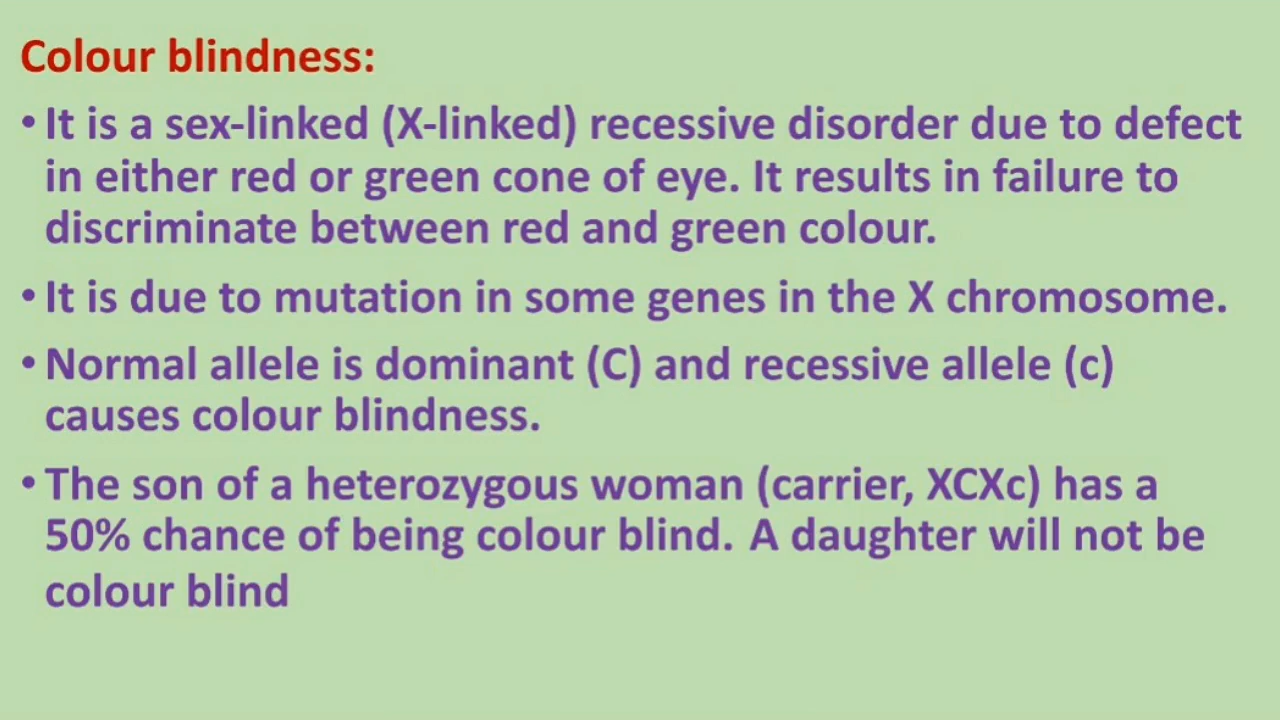 Colour blindness:
• It is a sex-linked (X-linked) recessive disorder due to defect
in either red or green cone of eye. It results in failure to
discriminate between red and green colour.
• It is due to mutation in some genes in the X chromosome.
• Normal allele is dominant (C) and recessive allele (c)
causes colour blindness.
• The son of a heterozygous woman (carrier, XCXc) has a
50% chance of being colour blind. A daughter will not be
colour blind